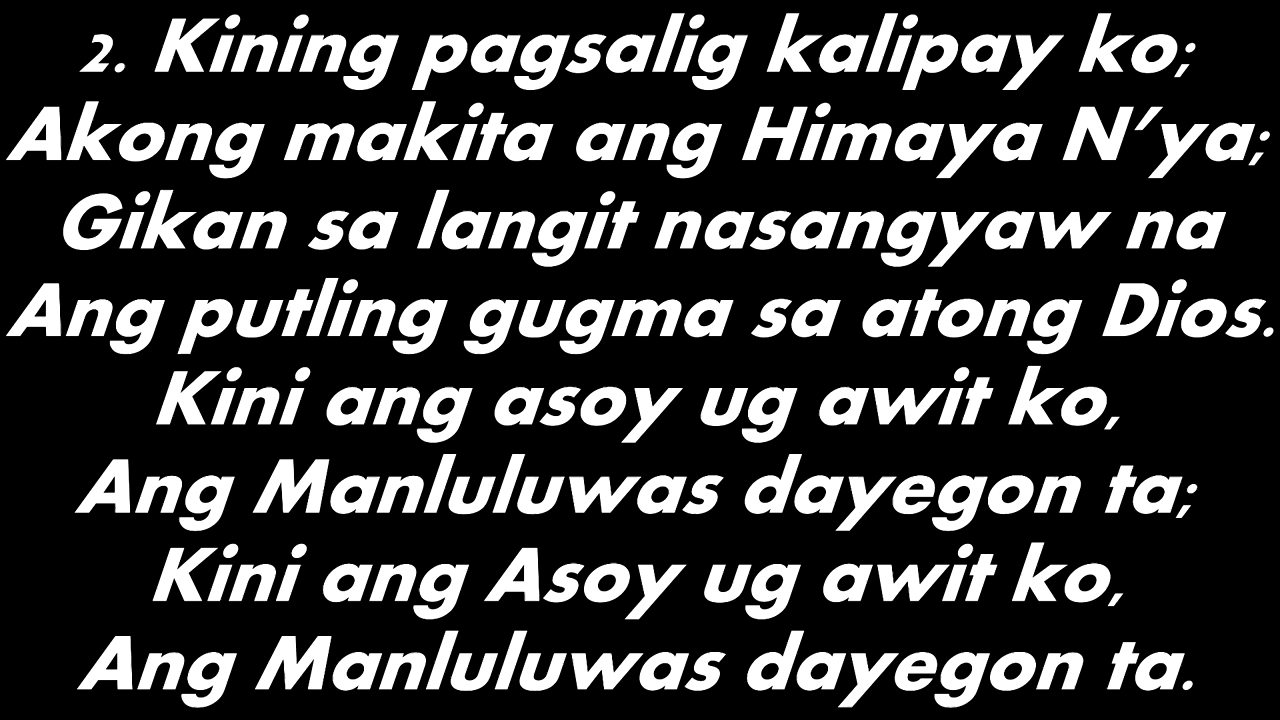 2. Kining pagsalig kalipay ko;
Akong makita ang Himaya N'ya;
Gikan sa langit nasangyaw na
Ang putling gugma sa atong Dios.
Kini ang asoy ug awit ko,
Ang Manluluwas dayegon ta;
Kini ang Asoy ug awit ko,
Ang Manluluwas dayegon ta.